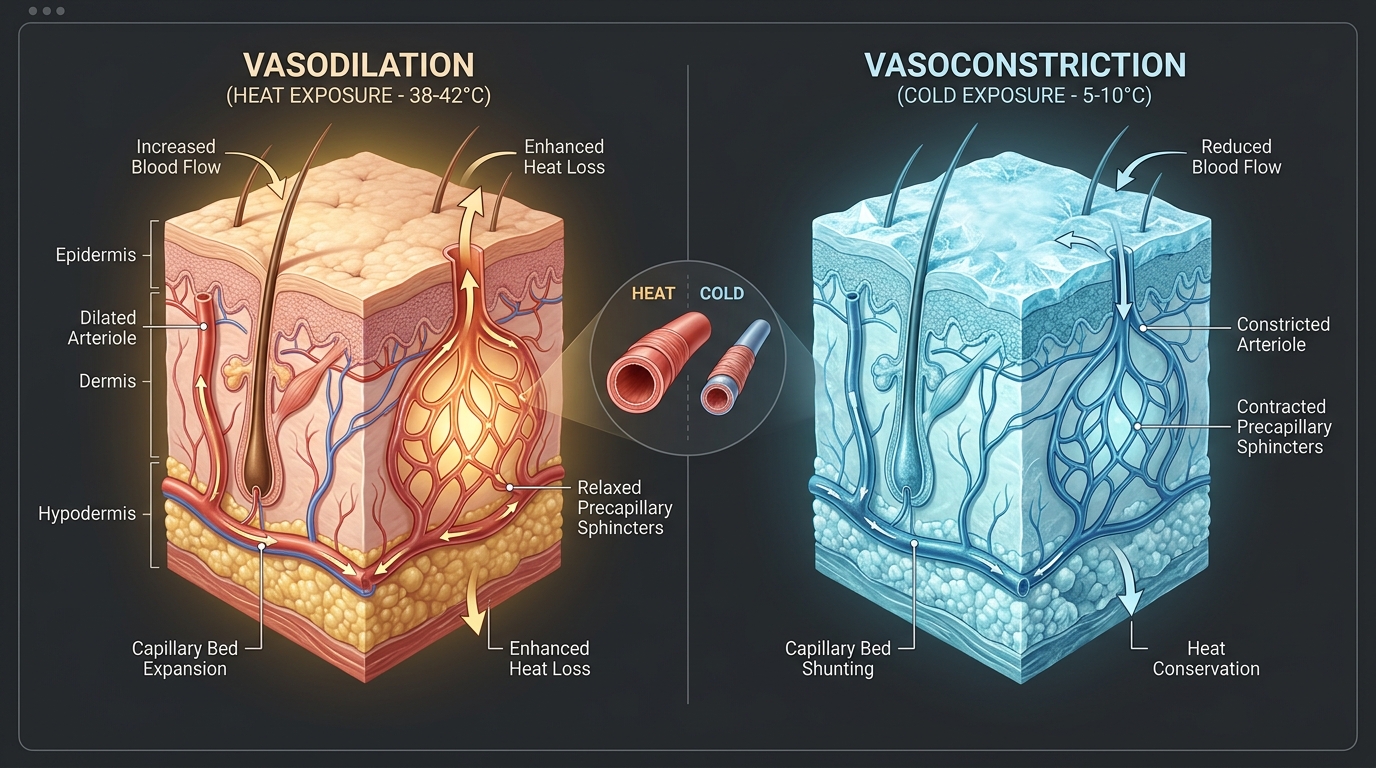 VASODILATION
(HEAT EXPOSURE - 38-42°C)
Increased
Blood Flow
Enhanced
Heat Loss
Epidermis
Dilated
Arteriole
Dermis
Hypodermis
Relaxed
Precapillary
Sphincters
Capillary Bed
Expansion
Enhanced
Heat Loss
HEAT
COLD
VASOCONSTRICTION
(COLD EXPOSURE - 5-10°C)
Reduced
Blood Flow
Constricted
Arteriole
Contracted
Precapillary
Sphincters
Capillary Bed
Shunting
Heat
Conservation